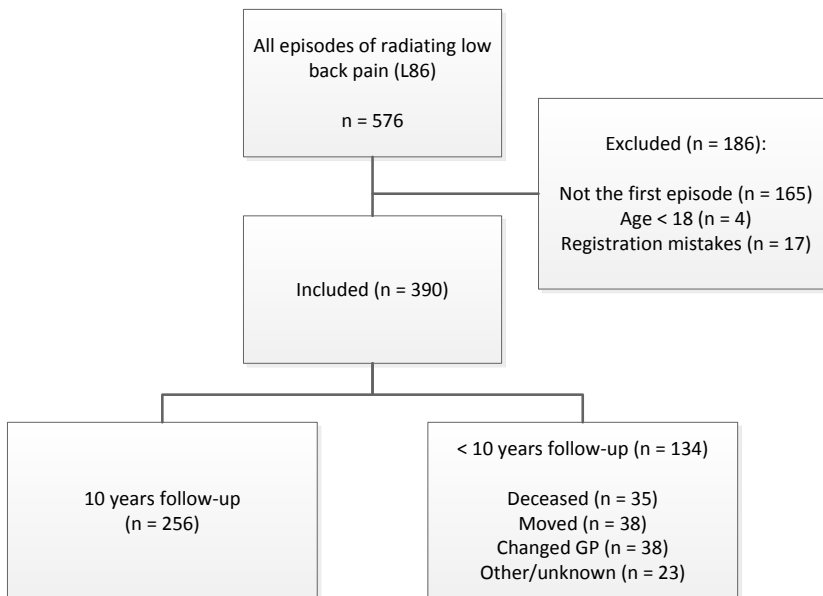 All episodes of radiating low
back pain (L86)
n = 576
Excluded (n = 186):
Not the first episode (n = 165)
Age < 18 (n = 4)
Registration mistakes (n = 17)
Included (n = 390)
10 years follow-up
(n = 256)
< 10 years follow-up (n = 134)
Deceased (n = 35)
Moved (n = 38)
Changed GP (n = 38)
Other/unknown (n = 23)